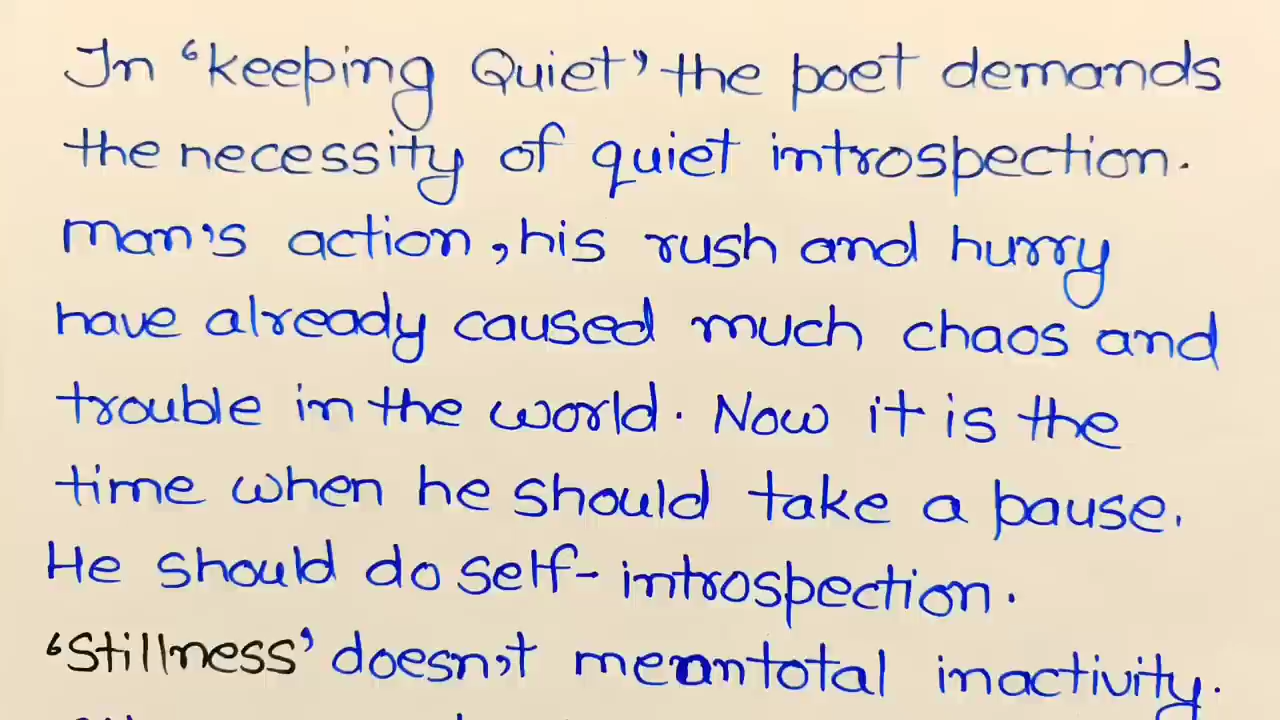 In ‘keeping Quiet’ the poet demands
the necessity of quiet introspection.
man's action, his rush and hurry
have already caused much chaos and
trouble in the world. Now it is the
time when he should take a pause.
He should do self-introspection.
‘Stillness’ doesn't mean total inactivity.